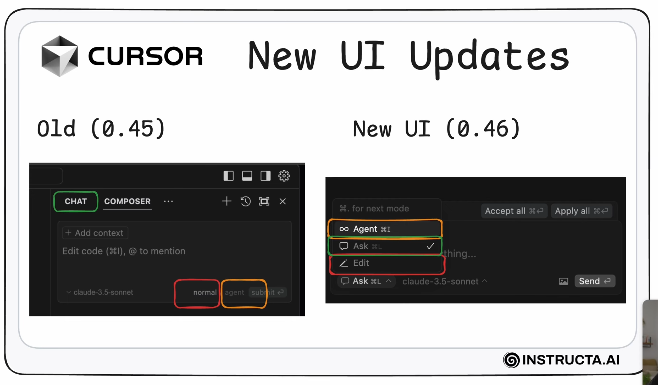 CURSOR
New UI Updates
Old (0.45)
New UI (0.46)
CHAT
COMPOSER
...
+ Add context
Edit code (⌘I), @ to mention
claude-3.5-sonnet
normal
agent
submit ⏎
⌘. for next mode
Accept all ⌘⏎
Apply all ⌘⏎
∞ Agent ⌘I
Ask ⌘L ✓
Edit
thing...
Ask ⌘L ^
claude-3.5-sonnet ^
Send ⏎
INSTRUCTA.AI